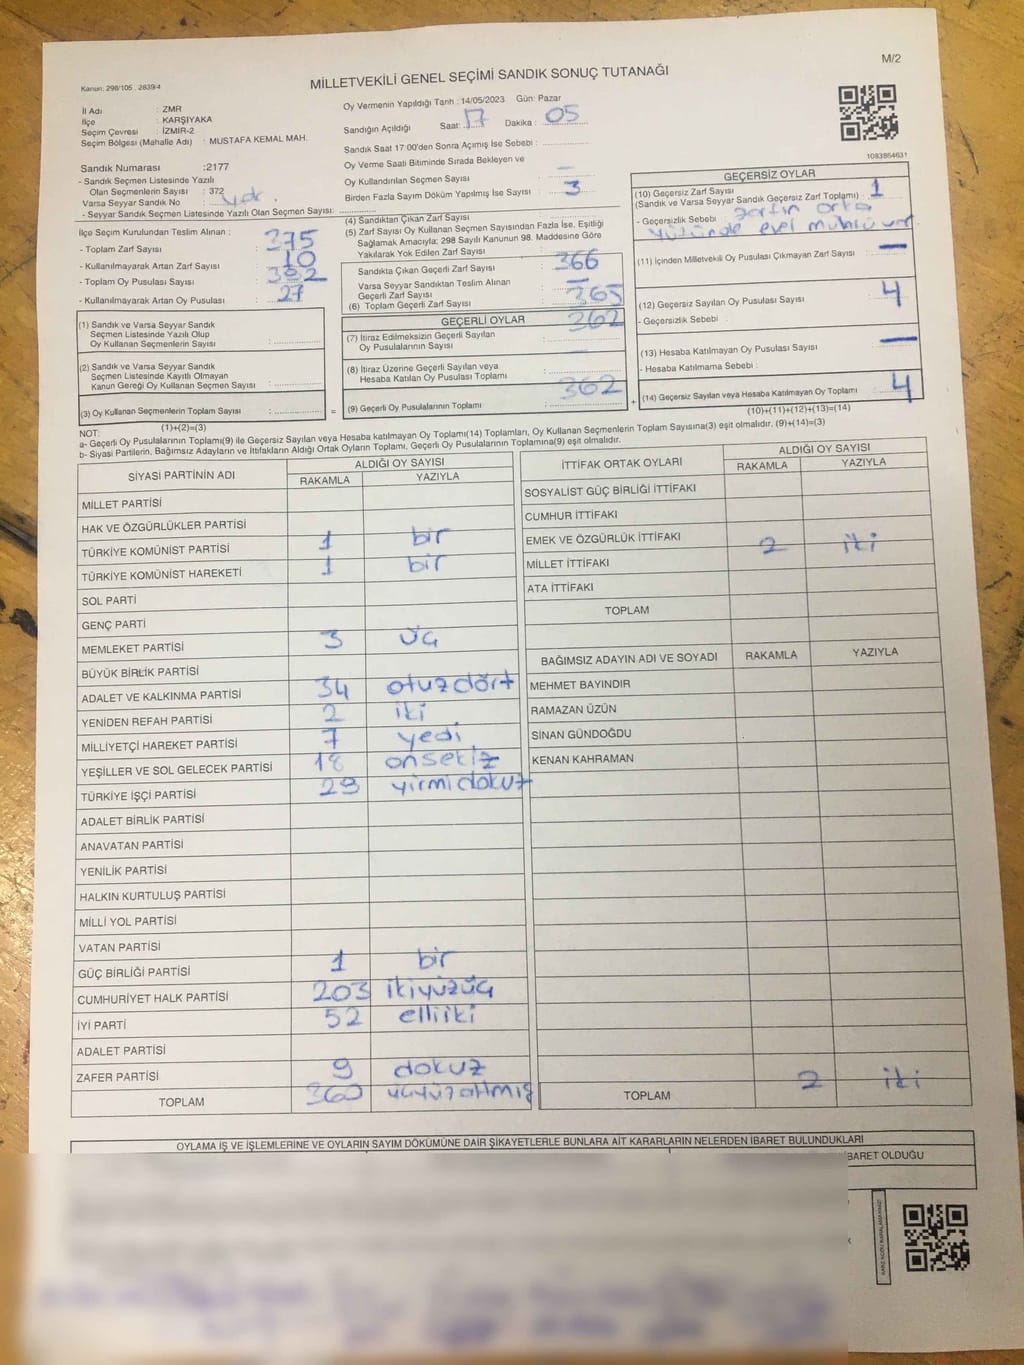 M/2
Kanun: 298/105 , 2839/4
MİLLETVEKİLİ GENEL SEÇİMİ SANDIK SONUÇ TUTANAĞI
İl Adı : ZMR
İlçe : KARŞIYAKA
Seçim Çevresi : İZMİR-2
Seçim Bölgesi (Mahalle Adı) : MUSTAFA KEMAL MAH.
Sandık Numarası :2177
- Sandık Seçmen Listesinde Yazılı
Olan Seçmenlerin Sayısı : 372
Varsa Seyyar Sandık No : yok.
- Seyyar Sandık Seçmen Listesinde Yazılı Olan Seçmen Sayısı:
İlçe Seçim Kurulundan Teslim Alınan :
- Toplam Zarf Sayısı : 375
- Kullanılmayarak Artan Zarf Sayısı : 10
- Toplam Oy Pusulası Sayısı :
- Kullanılmayarak Artan Oy Pusulası : 27
Oy Vermenin Yapıldığı Tarih : 14/05/2023 Gün: Pazar
Sandığın Açıldığı Saat: 17 Dakika : 05
Sandık Saat 17:00'den Sonra Açımış İse Sebebi :
Oy Verme Saati Bitiminde Sırada Bekleyen ve
Oy Kullandırılan Seçmen Sayısı : -
Birden Fazla Sayım Döküm Yapılmış İse Sayısı : 3
(4) Sandıktan Çıkan Zarf Sayısı :
(5) Zarf Sayısı Oy Kullanan Seçmen Sayısından Fazla İse, Eşitliği
Sağlamak Amacıyla; 298 Sayılı Kanunun 98. Maddesine Göre
Yakılarak Yok Edilen Zarf Sayısı :
Sandıkta Çıkan Geçerli Zarf Sayısı : 366
Varsa Seyyar Sandıktan Teslim Alınan
Geçerli Zarf Sayısı : -
(6) Toplam Geçerli Zarf Sayısı : 365
1083864631
GEÇERSİZ OYLAR
(10) Geçersiz Zarf Sayısı : 1
(Sandık ve Varsa Seyyar Sandık Geçersiz Zarf Toplamı)
- Geçersizlik Sebebi : zarfın orta
yüzünde evel mühlü var
(11) İçinden Milletvekili Oy Pusulası Çıkmayan Zarf Sayısı : -
(12) Geçersiz Sayılan Oy Pusulası Sayısı : 4
- Geçersizlik Sebebi :
(13) Hesaba Katılmayan Oy Pusulası Sayısı : -
- Hesaba Katılmama Sebebi :
(14) Geçersiz Sayılan veya Hesaba Katılmayan Oy Toplamı : 4
(10)+(11)+(12)+(13)=(14)
(1) Sandık ve Varsa Seyyar Sandık
Seçmen Listesinde Yazılı Olup
Oy Kullanan Seçmenlerin Sayısı :
(2) Sandık ve Varsa Seyyar Sandık
Seçmen Listesinde Kayıtlı Olmayan
Kanun Gereği Oy Kullanan Seçmen Sayısı :
(3) Oy Kullanan Seçmenlerin Toplam Sayısı : =
(1)+(2)=(3)
GEÇERLİ OYLAR
(7) İtiraz Edilmeksizin Geçerli Sayılan
Oy Pusulalarının Sayısı : 362
(8) İtiraz Üzerine Geçerli Sayılan veya
Hesaba Katılan Oy Pusulası Toplamı : -
(9) Geçerli Oy Pusulalarının Toplamı : 362 +
NOT:
a- Geçerli Oy Pusulalarının Toplamı(9) ile Geçersiz Sayılan veya Hesaba katılmayan Oy Toplamı(14) Toplamları, Oy Kullanan Seçmenlerin Toplam Sayısına(3) eşit olmalıdır, (9)+(14)=(3)
b- Siyasi Partilerin, Bağımsız Adayların ve İttifakların Aldığı Ortak Oyların Toplamı, Geçerli Oy Pusulalarının Toplamına(9) eşit olmalıdır.
SİYASİ PARTİNİN ADI ALDIĞI OY SAYISI
RAKAMLA YAZIYLA
MİLLET PARTİSİ
HAK VE ÖZGÜRLÜKLER PARTİSİ
TÜRKİYE KOMÜNİST PARTİSİ 1 bir
TÜRKİYE KOMÜNİST HAREKETİ 1 bir
SOL PARTİ
GENÇ PARTİ
MEMLEKET PARTİSİ 3 üç
BÜYÜK BİRLİK PARTİSİ
ADALET VE KALKINMA PARTİSİ 34 otuzdört
YENİDEN REFAH PARTİSİ 2 iki
MİLLİYETÇİ HAREKET PARTİSİ 7 yedi
YEŞİLLER VE SOL GELECEK PARTİSİ 18 onsekiz
TÜRKİYE İŞÇİ PARTİSİ 29 yirmidokuz
ADALET BİRLİK PARTİSİ
ANAVATAN PARTİSİ
YENİLİK PARTİSİ
HALKIN KURTULUŞ PARTİSİ
MİLLİ YOL PARTİSİ
VATAN PARTİSİ
GÜÇ BİRLİĞİ PARTİSİ 1 bir
CUMHURİYET HALK PARTİSİ 203 ikiyüzüç
İYİ PARTİ 52 elliiki
ADALET PARTİSİ
ZAFER PARTİSİ 9 dokuz
TOPLAM 360 üçyüzatmış
İTTİFAK ORTAK OYLARI ALDIĞI OY SAYISI
RAKAMLA YAZIYLA
SOSYALİST GÜÇ BİRLİĞİ İTTİFAKI
CUMHUR İTTİFAKI
EMEK VE ÖZGÜRLÜK İTTİFAKI
MİLLET İTTİFAKI 2 iki
ATA İTTİFAKI
TOPLAM
BAĞIMSIZ ADAYIN ADI VE SOYADI RAKAMLA YAZIYLA
MEHMET BAYINDIR
RAMAZAN ÜZÜN
SİNAN GÜNDOĞDU
KENAN KAHRAMAN
TOPLAM 2 iki
OYLAMA İŞ VE İŞLEMLERİNE VE OYLARIN SAYIM DÖKÜMÜNE DAİR ŞİKAYETLERLE BUNLARA AİT KARARLARIN NELERDEN İBARET BULUNDUKLARI
İBARET OLDUĞU